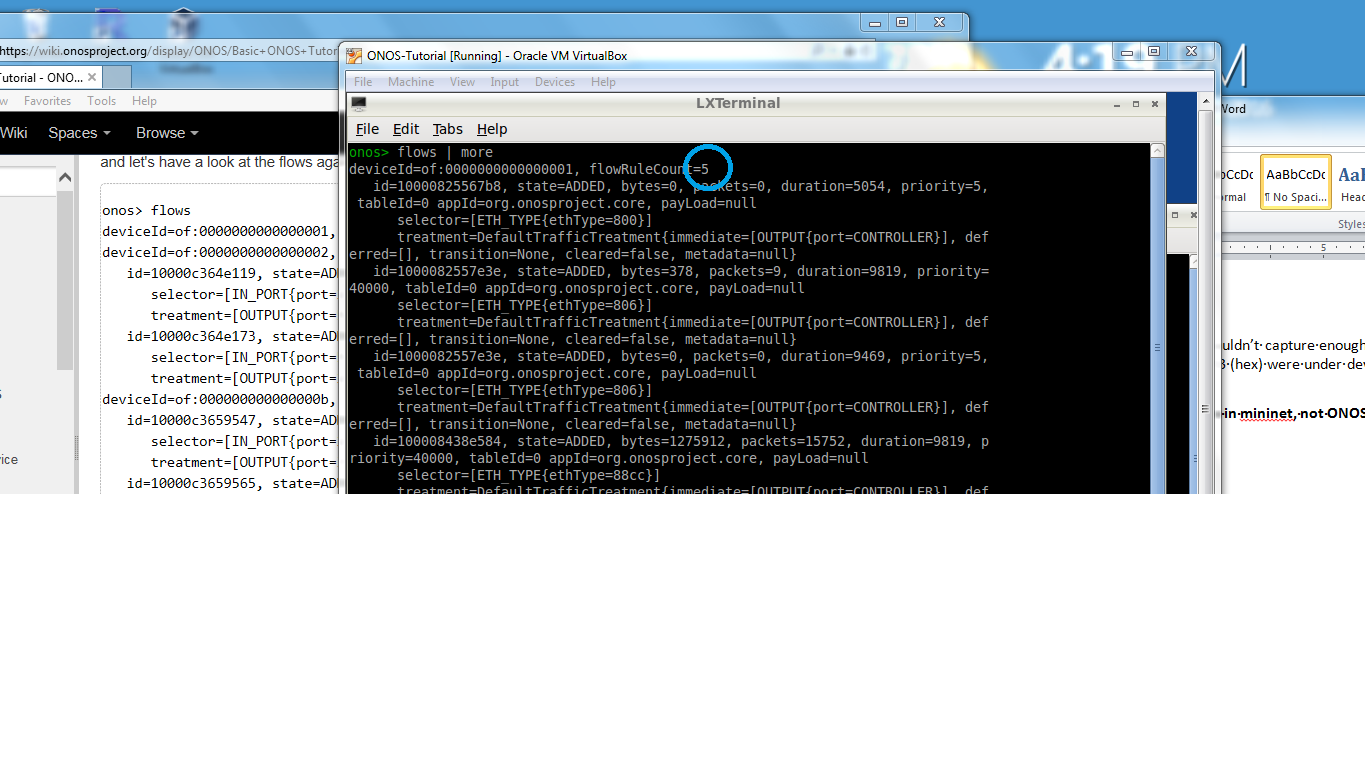 https://wiki.onosproject.org/display/ONOS/Basic+ONOS+Tutor
Tutorial - ONO...
Favorites Tools Help
Wiki Spaces Browse
and let's have a look at the flows aga
onos> flows
deviceId=of:0000000000000001,
deviceId=of:0000000000000002,
id=10000c364e119, state=AD
selector=[IN_PORT{port=
treatment=[OUTPUT{port=
id=10000c364e173, state=AD
selector=[IN_PORT{port=
treatment=[OUTPUT{port=
deviceId=of:000000000000000b,
id=10000c3659547, state=AD
selector=[IN_PORT{port=
treatment=[OUTPUT{port=
id=10000c3659565, state=AD
ONOS-Tutorial [Running] - Oracle VM VirtualBox
File Machine View Input Devices Help
LXTerminal
File Edit Tabs Help
onos> flows | more
deviceId=of:0000000000000001, flowRuleCount=5
id=10000825567b8, state=ADDED, bytes=0, packets=0, duration=5054, priority=5,
tableId=0 appId=org.onosproject.core, payLoad=null
selector=[ETH_TYPE{ethType=800}]
treatment=DefaultTrafficTreatment{immediate=[OUTPUT{port=CONTROLLER}], def
erred=[], transition=None, cleared=false, metadata=null}
id=1000082557e3e, state=ADDED, bytes=378, packets=9, duration=9819, priority=
40000, tableId=0 appId=org.onosproject.core, payLoad=null
selector=[ETH_TYPE{ethType=806}]
treatment=DefaultTrafficTreatment{immediate=[OUTPUT{port=CONTROLLER}], def
erred=[], transition=None, cleared=false, metadata=null}
id=1000082557e3e, state=ADDED, bytes=0, packets=0, duration=9469, priority=5,
tableId=0 appId=org.onosproject.core, payLoad=null
selector=[ETH_TYPE{ethType=806}]
treatment=DefaultTrafficTreatment{immediate=[OUTPUT{port=CONTROLLER}], def
erred=[], transition=None, cleared=false, metadata=null}
id=100008438e584, state=ADDED, bytes=1275912, packets=15752, duration=9819, p
riority=40000, tableId=0 appId=org.onosproject.core, payLoad=null
selector=[ETH_TYPE{ethType=88cc}]
treatment=DefaultTrafficTreatment{immediate=[OUTPUT{port=CONTROLLER}], def
Word
AaBbCcDc
¶ No Spaci...
Head
Styles
5
uldn't capture enough
(hex) were under dev
in mininet, not ONOS